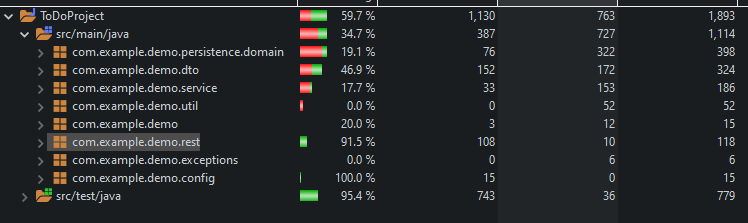 ToDoProject 59.7 % 1,130 763 1,893
src/main/java 34.7 % 387 727 1,114
com.example.demo.persistence.domain 19.1 % 76 322 398
com.example.demo.dto 46.9 % 152 172 324
com.example.demo.service 17.7 % 33 153 186
com.example.demo.util 0.0 % 0 52 52
com.example.demo 20.0 % 3 12 15
com.example.demo.rest 91.5 % 108 10 118
com.example.demo.exceptions 0.0 % 0 6 6
com.example.demo.config 100.0 % 15 0 15
src/test/java 95.4 % 743 36 779